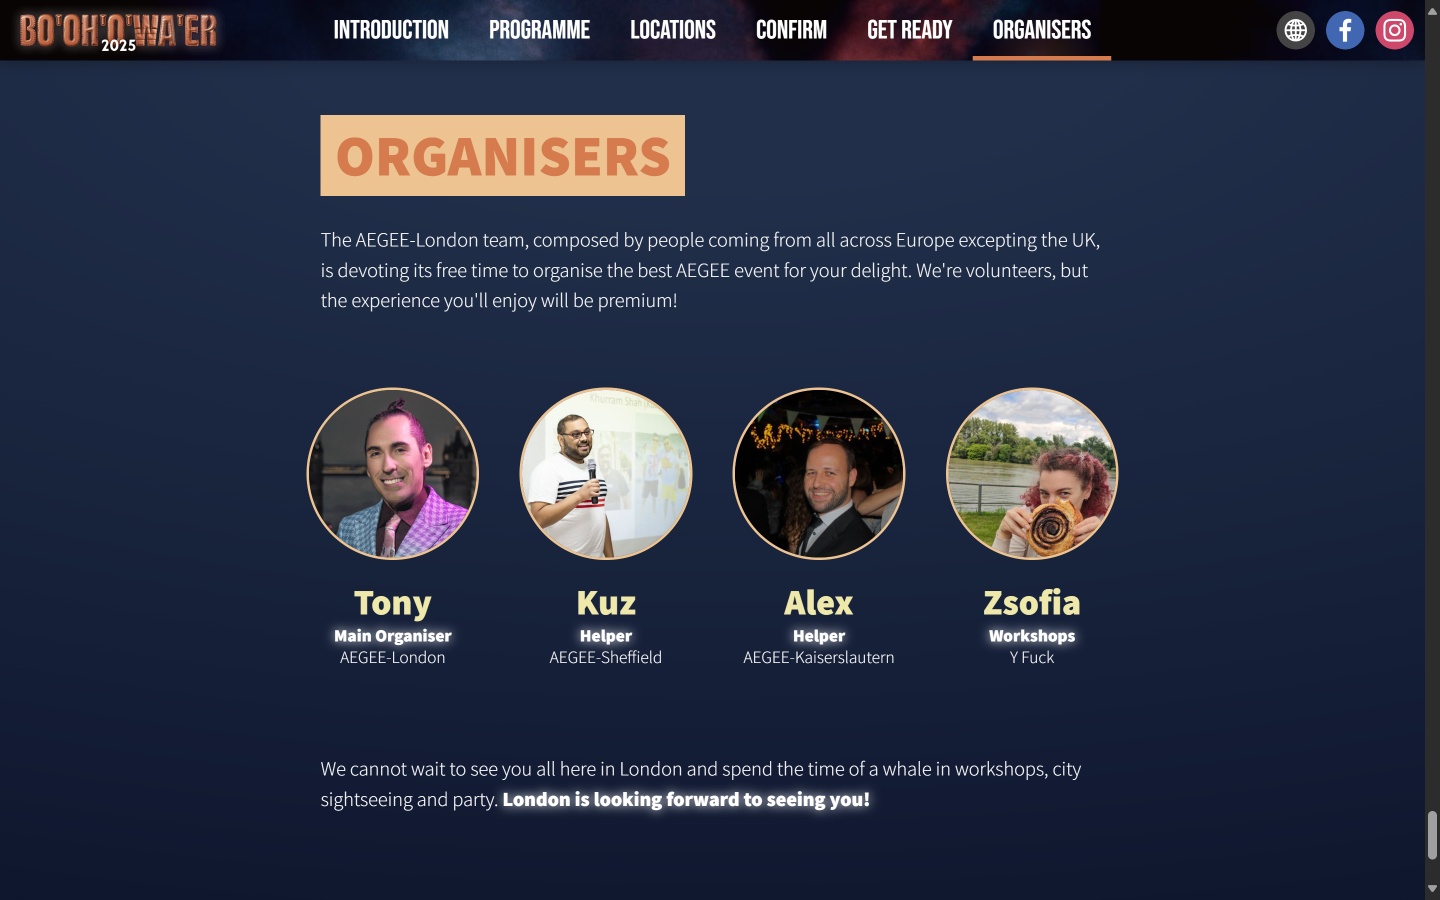 BO'OH'O'WA'ER
2025
INTRODUCTION PROGRAMME LOCATIONS CONFIRM GET READY ORGANISERS
ORGANISERS
The AEGEE-London team, composed by people coming from all across Europe excepting the UK,
is devoting its free time to organise the best AEGEE event for your delight. We're volunteers, but
the experience you'll enjoy will be premium!
Khurram Shah
Tony
Main Organiser
AEGEE-London
Kuz
Helper
AEGEE-Sheffield
Alex
Helper
AEGEE-Kaiserslautern
Zsofia
Workshops
Y Fuck
We cannot wait to see you all here in London and spend the time of a whale in workshops, city
sightseeing and party. London is looking forward to seeing you!